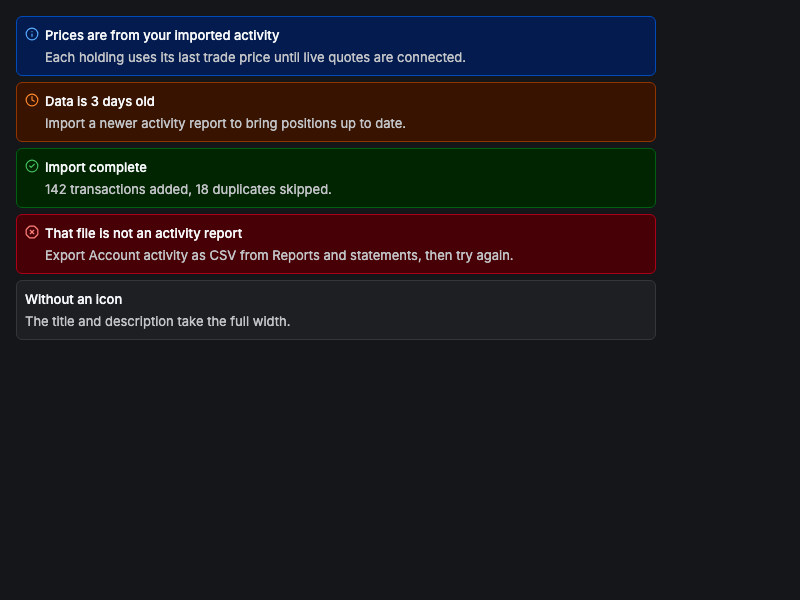 Prices are from your imported activity
Each holding uses its last trade price until live quotes are connected.
Data is 3 days old
Import a newer activity report to bring positions up to date.
Import complete
142 transactions added, 18 duplicates skipped.
That file is not an activity report
Export Account activity as CSV from Reports and statements, then try again.
Without an icon
The title and description take the full width.